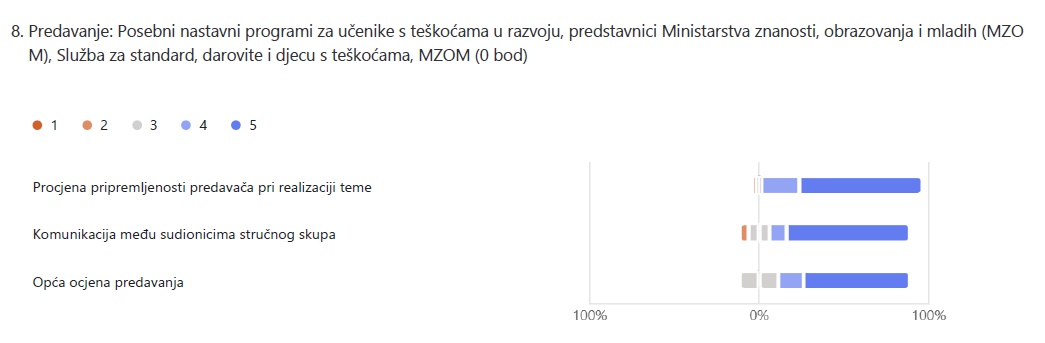 8. Predavanje: Posebni nastavni programi za učenike s teškoćama u razvoju, predstavnici Ministarstva znanosti, obrazovanja i mladih (MZO
M), Služba za standard, darovite i djecu s teškoćama, MZOM (0 bod)
1 2 3 4 5
Procjena pripremljenosti predavača pri realizaciji teme
Komunikacija među sudionicima stručnog skupa
Opća ocjena predavanja
100% 0% 100%